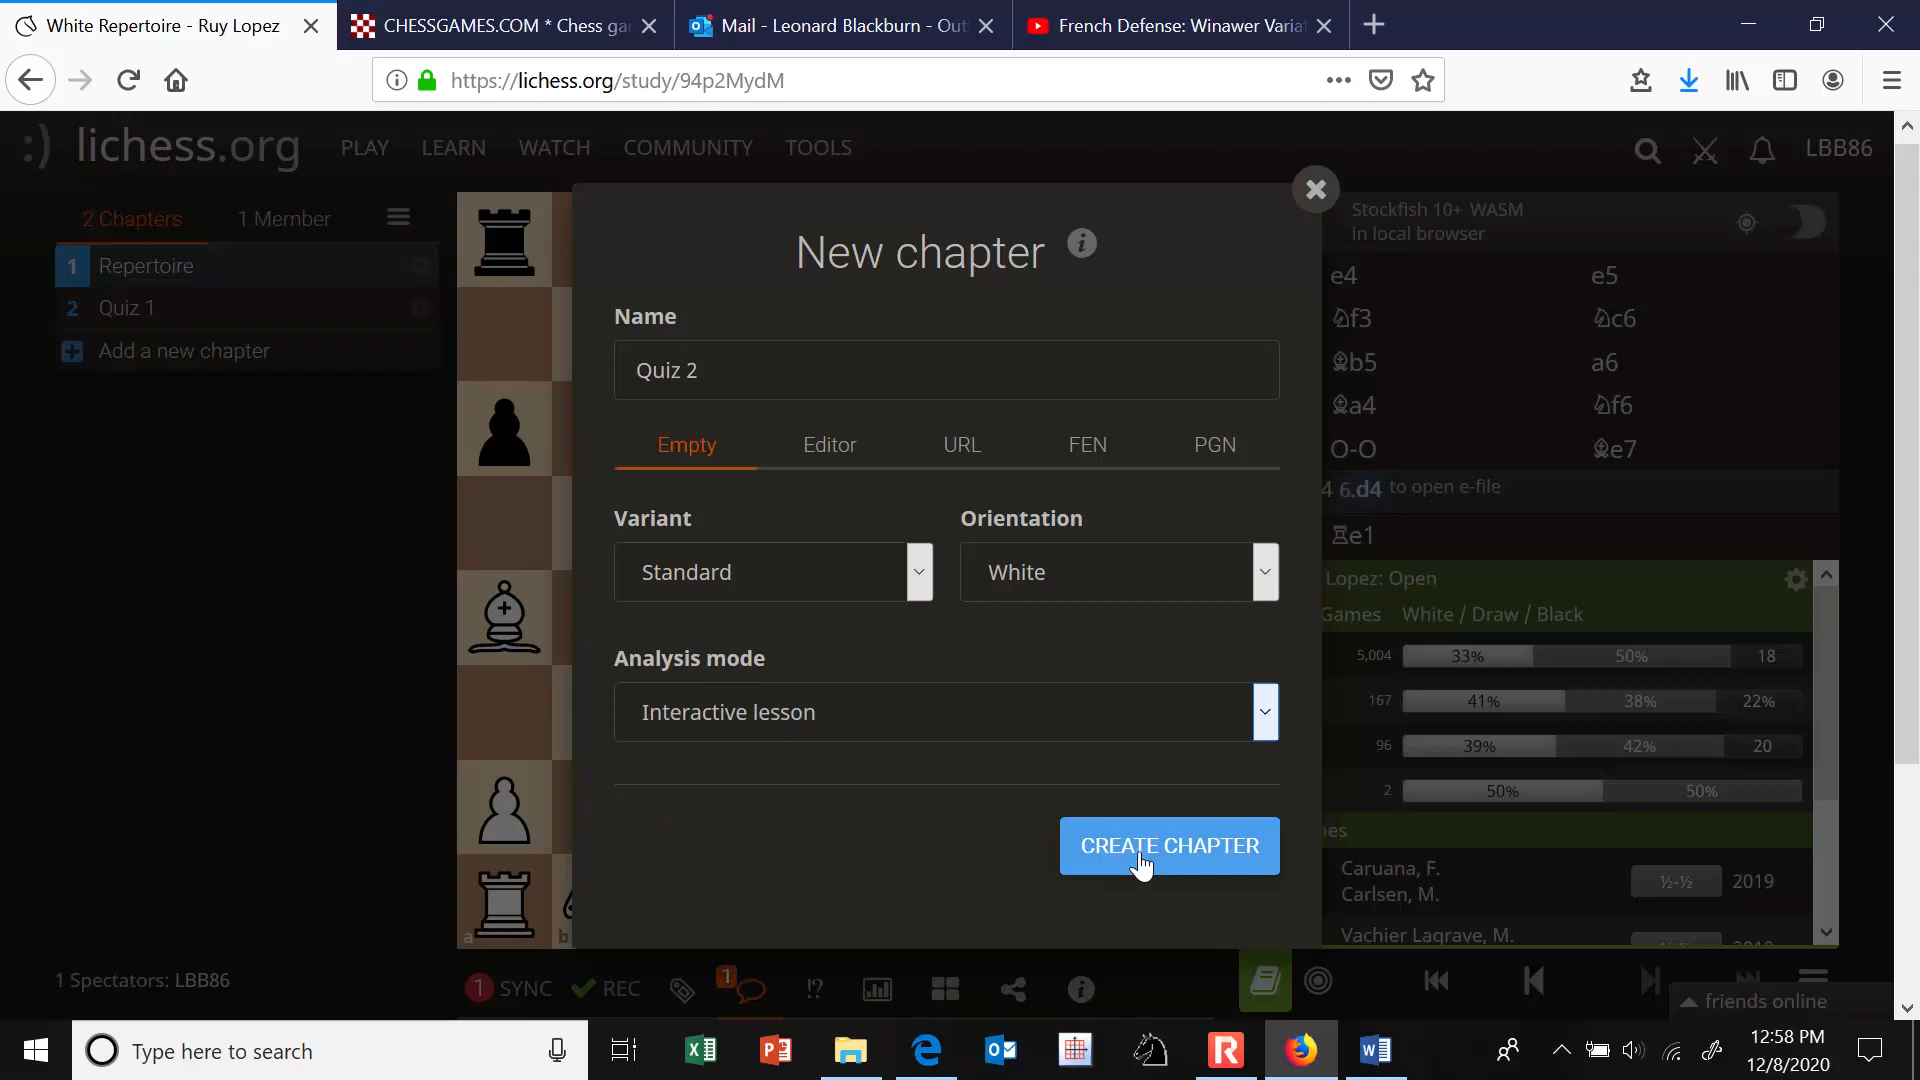 White Repertoire - Ruy Lopez
CHESSGAMES.COM * Chess ga
Mail - Leonard Blackburn - Out
French Defense: Winawer Varia
https://lichess.org/study/94p2MydM
:) lichess.org PLAY LEARN WATCH COMMUNITY TOOLS LBB86
2 Chapters 1 Member
1 Repertoire
2 Quiz 1
Add a new chapter
New chapter
Name
Quiz 2
Empty Editor URL FEN PGN
Variant Orientation
Standard White
Analysis mode
Interactive lesson
CREATE CHAPTER
Stockfish 10+ WASM
in local browser
e4 e5
♘f3 ♘c6
♗b5 a6
♗a4 ♘f6
O-O ♗e7
4 6.d4 to open e-file
♖e1
Lopez: Open
Games White / Draw / Black
5,004 33% 50% 18
167 41% 38% 22%
96 39% 42% 20
2 50% 50%
Caruana, F.
Carlsen, M.
½-½ 2019
Vachier Lagrave, M.
a b
1 Spectators: LBB86
1 SYNC REC 1 !?
friends online
Type here to search
12:58 PM
12/8/2020